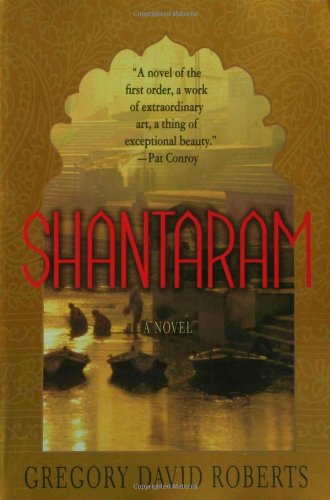 “A novel of the
first order, a work
of extraordinary
art, a thing of
exceptional beauty.”
—Pat Conroy
SHANTARAM
A NOVEL
GREGORY DAVID ROBERTS